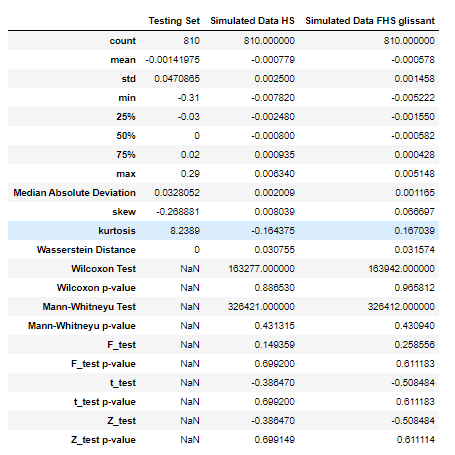 Testing Set Simulated Data HS Simulated Data FHS glissant
count 810 810.000000 810.000000
mean -0.00141975 -0.000779 -0.000578
std 0.0470865 0.002500 0.001458
min -0.31 -0.007820 -0.005222
25% -0.03 -0.002480 -0.001550
50% 0 -0.000800 -0.000582
75% 0.02 0.000935 0.000428
max 0.29 0.006340 0.005148
Median Absolute Deviation 0.0328052 0.002009 0.001165
skew -0.268881 0.008039 0.066697
kurtosis 8.2389 -0.164375 0.167039
Wasserstein Distance 0 0.030755 0.031574
Wilcoxon Test NaN 163277.000000 163942.000000
Wilcoxon p-value NaN 0.886530 0.965812
Mann-Whitneyu Test NaN 326421.000000 326412.000000
Mann-Whitneyu p-value NaN 0.431315 0.430940
F_test NaN 0.149359 0.258556
F_test p-value NaN 0.699200 0.611183
t_test NaN -0.386470 -0.508484
t_test p-value NaN 0.699200 0.611183
Z_test NaN -0.386470 -0.508484
Z_test p-value NaN 0.699149 0.611114